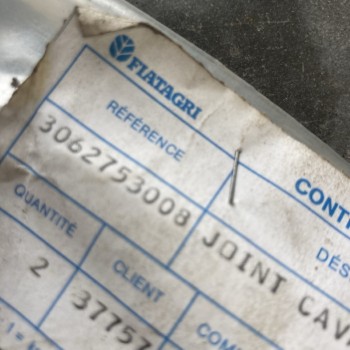 FIATAGRI
RÉFÉRENCE
3062753008
CONT
DÉS
JOINT CAV
QUANTITÉ
2
CLIENT
37757
COM